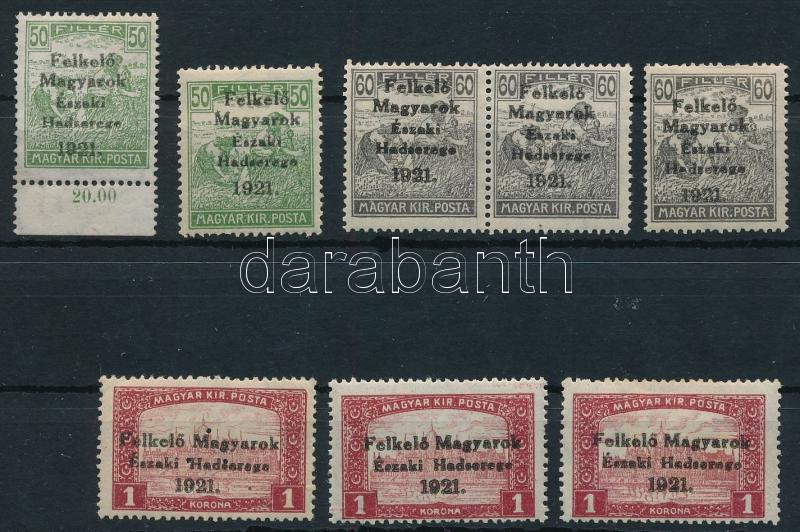 50 FILLÉR 50
Felkelő
Magyarok
Északi
Hadserege
1921.
MAGYAR KIR. POSTA
20.00
50 FILLÉR 50
Felkelő
Magyarok
Északi
Hadserege
1921.
MAGYAR KIR. POSTA
60 FILLÉR 60
Felkelő
Magyarok
Északi
Hadserege
1921.
MAGYAR KIR. POSTA
60 FILLÉR 60
Felkelő
Magyarok
Északi
Hadserege
1921.
MAGYAR KIR. POSTA
60 FILLÉR 60
Felkelő
Magyarok
Északi
Hadserege
1921.
MAGYAR KIR. POSTA
darabanth
MAGYAR KIR. POSTA
Felkelő Magyarok
Északi Hadserege
1921.
1 KORONA 1
MAGYAR KIR. POSTA
Felkelő Magyarok
Északi Hadserege
1921.
1 KORONA 1
MAGYAR KIR. POSTA
Felkelő Magyarok
Északi Hadserege
1921.
1 KORONA 1